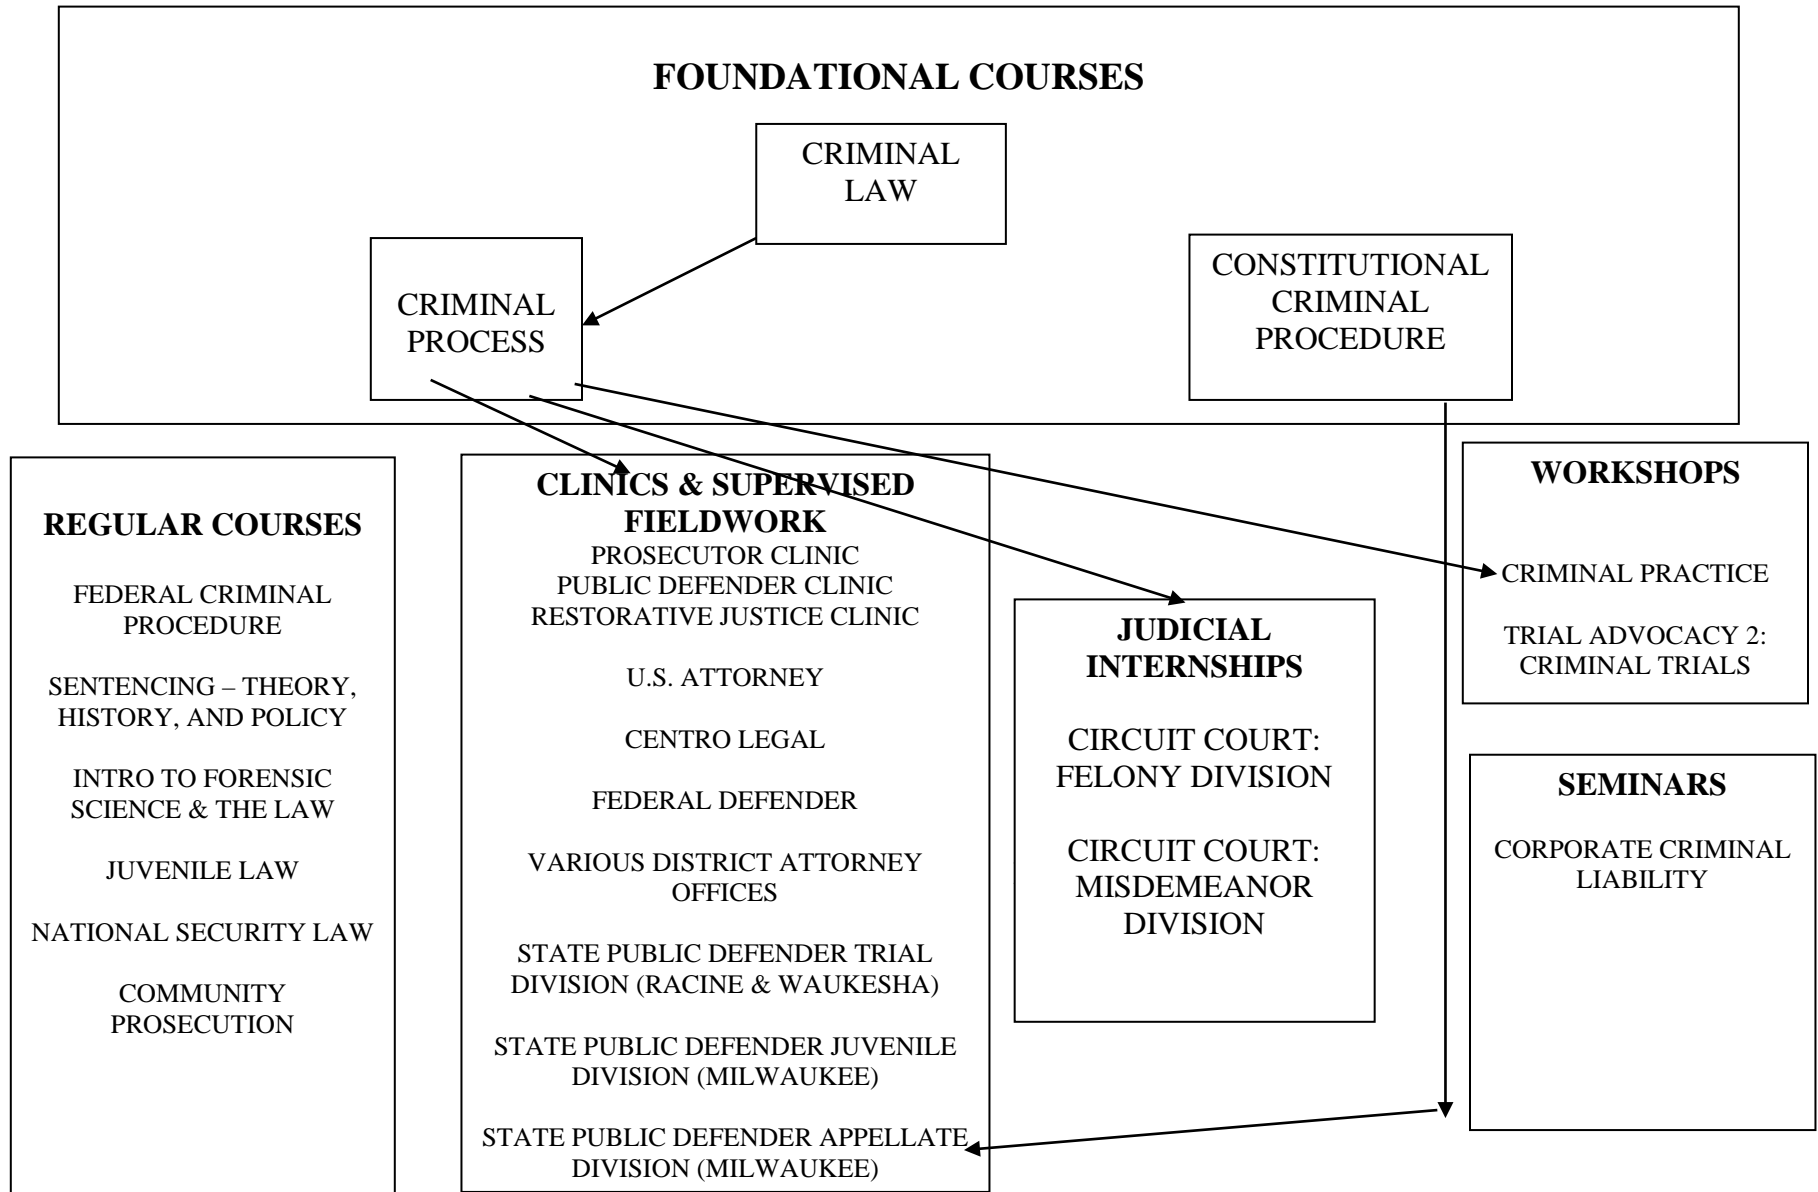 FOUNDATIONAL COURSES
CRIMINAL
LAW
CRIMINAL
PROCESS
CONSTITUTIONAL
CRIMINAL
PROCEDURE
REGULAR COURSES
FEDERAL CRIMINAL
PROCEDURE
SENTENCING – THEORY,
HISTORY, AND POLICY
INTRO TO FORENSIC
SCIENCE & THE LAW
JUVENILE LAW
NATIONAL SECURITY LAW
COMMUNITY
PROSECUTION
CLINICS & SUPERVISED
FIELDWORK
PROSECUTOR CLINIC
PUBLIC DEFENDER CLINIC
RESTORATIVE JUSTICE CLINIC
U.S. ATTORNEY
CENTRO LEGAL
FEDERAL DEFENDER
VARIOUS DISTRICT ATTORNEY
OFFICES
STATE PUBLIC DEFENDER TRIAL
DIVISION (RACINE & WAUKESHA)
STATE PUBLIC DEFENDER JUVENILE
DIVISION (MILWAUKEE)
STATE PUBLIC DEFENDER APPELLATE
DIVISION (MILWAUKEE)
JUDICIAL
INTERNSHIPS
CIRCUIT COURT:
FELONY DIVISION
CIRCUIT COURT:
MISDEMEANOR
DIVISION
WORKSHOPS
CRIMINAL PRACTICE
TRIAL ADVOCACY 2:
CRIMINAL TRIALS
SEMINARS
CORPORATE CRIMINAL
LIABILITY